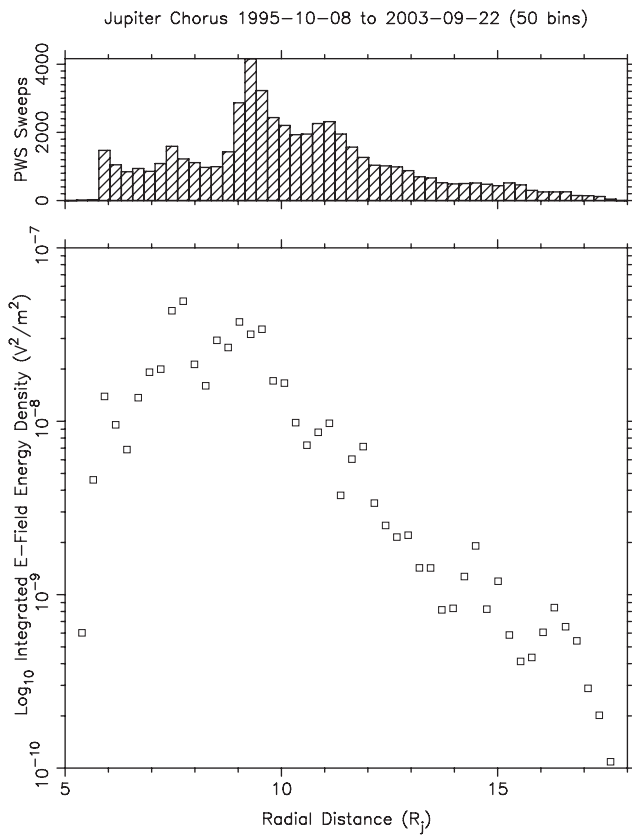 Jupiter Chorus 1995-10-08 to 2003-09-22 (50 bins)
4000
2000
0
PWS Sweeps
10⁻⁷
10⁻⁸
10⁻⁹
10⁻¹⁰
Log₁₀ Integrated E-Field Energy Density (V²/m²)
5 10 15
Radial Distance (Rⱼ)